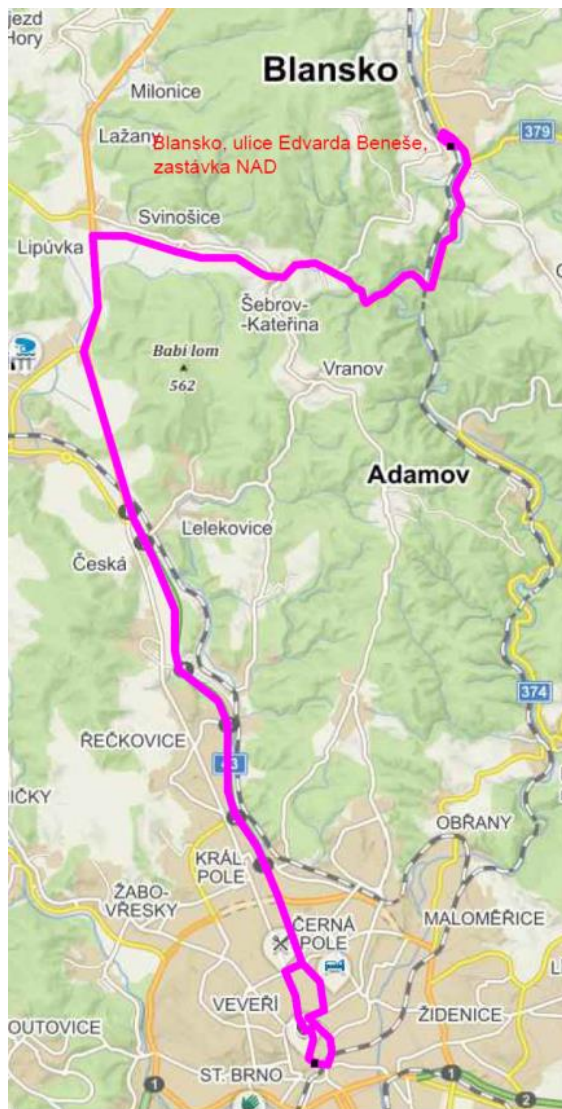 jezd
Hory
Milonice
Blansko
Lažany
379
Blansko, ulice Edvarda Beneše,
zastávka NAD
Svinošice
Lipůvka
Šebrov-
-Kateřina
Babí lom
562
Vranov
Adamov
Lelekovice
Česká
374
ŘEČKOVICE
43
NIČKY
OBŘANY
KRÁL.
POLE
ŽABO-
VŘESKY
MALOMĚŘICE
ČERNÁ
POLE
VEVEŘÍ
ŽIDENICE
OUTOVICE
ST. BRNO
1
1
2